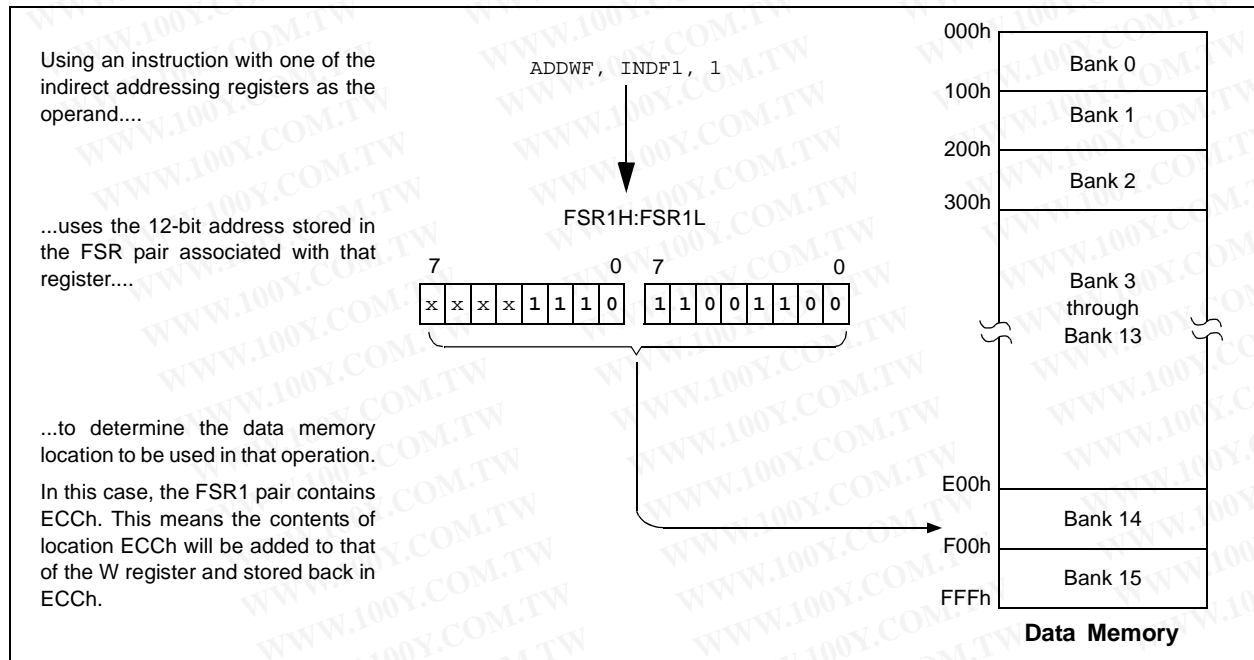 Using an instruction with one of the
indirect addressing registers as the
operand....
ADDWF, INDF1, 1
...uses the 12-bit address stored in
the FSR pair associated with that
register....
FSR1H:FSR1L
7 0 7 0
x x x x 1 1 1 0 1 1 0 0 1 1 0 0
...to determine the data memory
location to be used in that operation.
In this case, the FSR1 pair contains
ECCh. This means the contents of
location ECCh will be added to that
of the W register and stored back in
ECCh.
000h
Bank 0
100h
Bank 1
200h
Bank 2
300h
Bank 3
through
Bank 13
E00h
Bank 14
F00h
Bank 15
FFFh
Data Memory
WWW.100Y.COM.TW